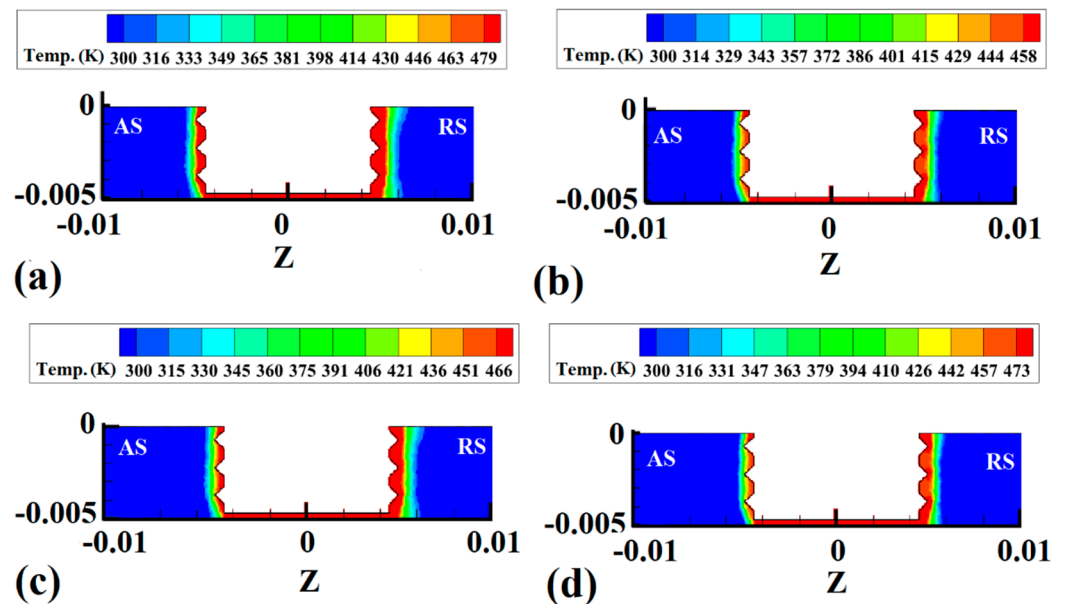 Temp. (K) 300 316 333 349 365 381 398 414 430 446 463 479
0
AS
RS
-0.005
-0.01
0
0.01
Z
(a)
Temp. (K) 300 314 329 343 357 372 386 401 415 429 444 458
0
AS
RS
-0.005
-0.01
0
0.01
Z
(b)
Temp. (K) 300 315 330 345 360 375 391 406 421 436 451 466
0
AS
RS
-0.005
-0.01
0
0.01
Z
(c)
Temp. (K) 300 316 331 347 363 379 394 410 426 442 457 473
0
AS
RS
-0.005
-0.01
0
0.01
Z
(d)